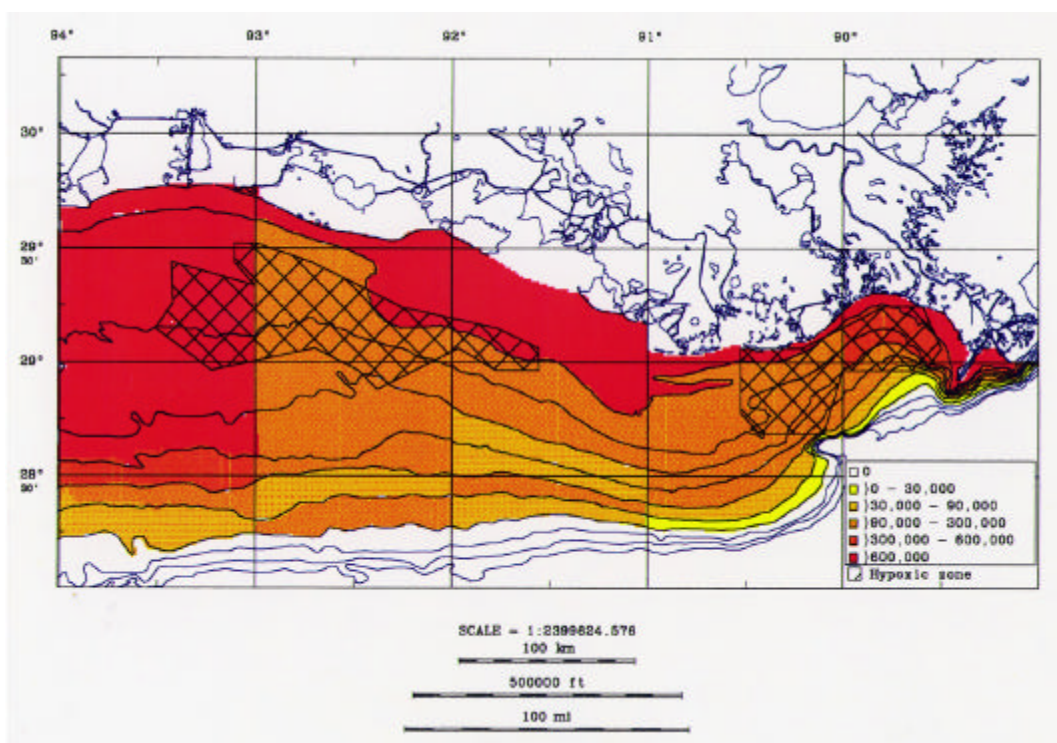 94° 93° 92° 91° 90°
30°
29°
30'
29°
28°
30'
0
}0 - 30,000
}30,000 - 90,000
}90,000 - 300,000
}300,000 - 600,000
}600,000
Hypoxic zone
SCALE = 1:2399624.576
100 km
500000 ft
100 mi